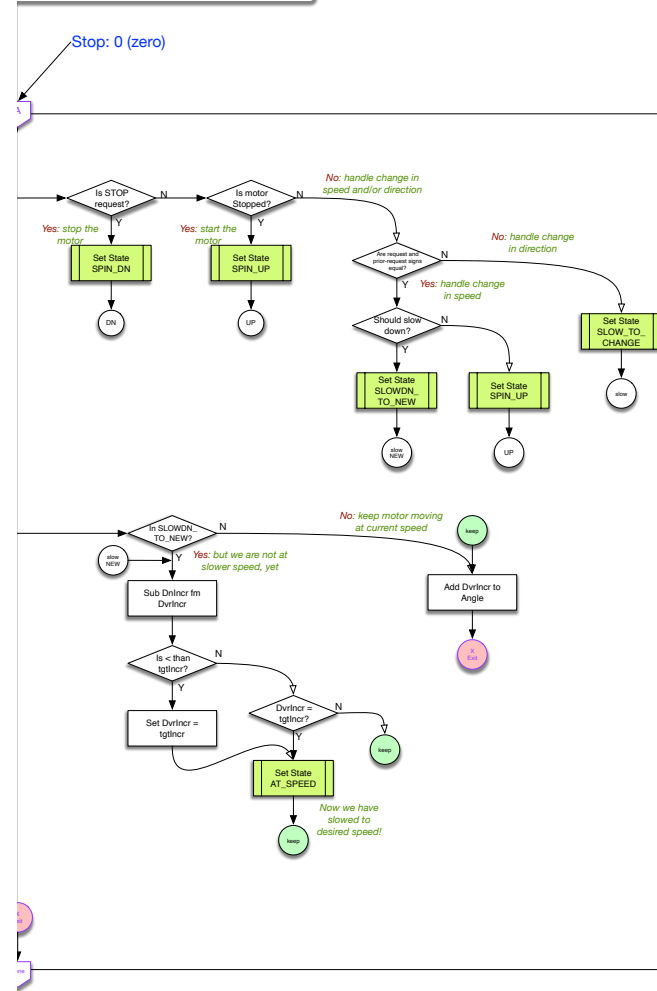 Stop: 0 (zero)
A
No: handle change in
speed and/or direction
Is STOP
request?
N
Is motor
Stopped?
N
Y
Y
Yes: stop the
motor
Yes: start the
motor
No: handle change
in direction
Set State
SPIN_DN
Set State
SPIN_UP
Are request and
prior-request signs
equal?
N
Y
Yes: handle change
in speed
DN
UP
Should slow
down?
N
Y
Set State
SLOW_TO_
CHANGE
Set State
SLOWDN_
TO_NEW
Set State
SPIN_UP
slow
slow
NEW
UP
No: keep motor moving
at current speed
In SLOWDN_
TO_NEW?
N
keep
Y
slow
NEW
Yes: but we are not at
slower speed, yet
Sub DnIncr fm
DvrIncr
Add DvrIncr to
Angle
Is < than
tgtIncr?
N
X
Exit
Y
Set DvrIncr =
tgtIncr
DvrIncr =
tgtIncr?
N
Y
keep
Set State
AT_SPEED
Now we have
slowed to
desired speed!
keep